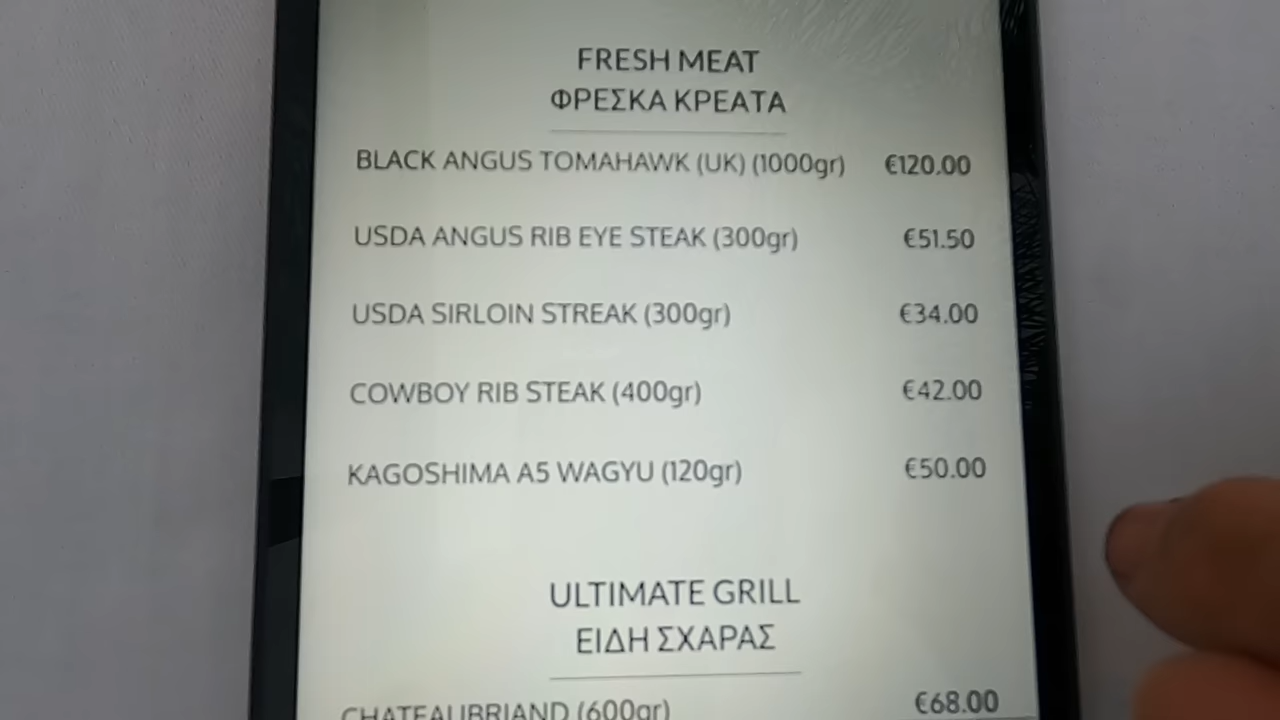 FRESH MEAT
ΦΡΕΣΚΑ ΚΡΕΑΤΑ
BLACK ANGUS TOMAHAWK (UK) (1000gr) €120.00
USDA ANGUS RIB EYE STEAK (300gr) €51.50
USDA SIRLOIN STREAK (300gr) €34.00
COWBOY RIB STEAK (400gr) €42.00
KAGOSHIMA A5 WAGYU (120gr) €50.00
ULTIMATE GRILL
ΕΙΔΗ ΣΧΑΡΑΣ
CHATEAUBRIAND (600gr) €68.00